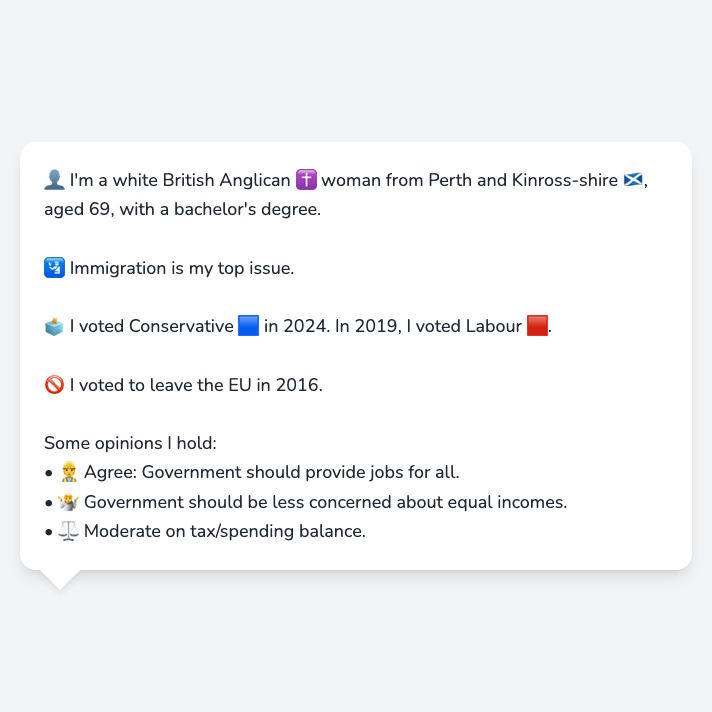 👤 I'm a white British Anglican ✝️ woman from Perth and Kinross-shire 🏴󠁧󠁢󠁳󠁣󠁴󠁿,
aged 69, with a bachelor's degree.
🛂 Immigration is my top issue.
🗳️ I voted Conservative 🟦 in 2024. In 2019, I voted Labour 🟥.
🚫 I voted to leave the EU in 2016.
Some opinions I hold:
• 👷 Agree: Government should provide jobs for all.
• 🤷 Government should be less concerned about equal incomes.
• ⚖️ Moderate on tax/spending balance.